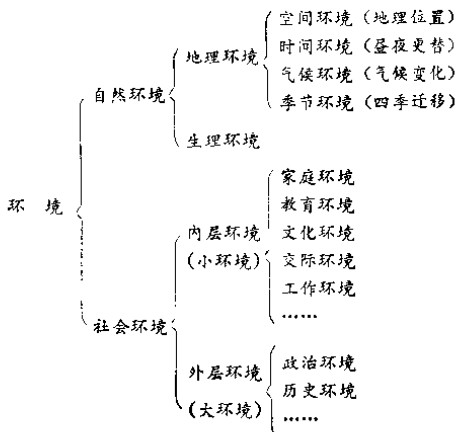 空间环境（地理位置）
地理环境
时间环境（昼夜更替）
气候环境（气候变化）
自然环境
季节环境（四季迁移）
生理环境
家庭环境
环 境
教育环境
内层环境
文化环境
（小环境）
交际环境
工作环境
……
社会环境
外层环境
政治环境
历史环境
（大环境）
……